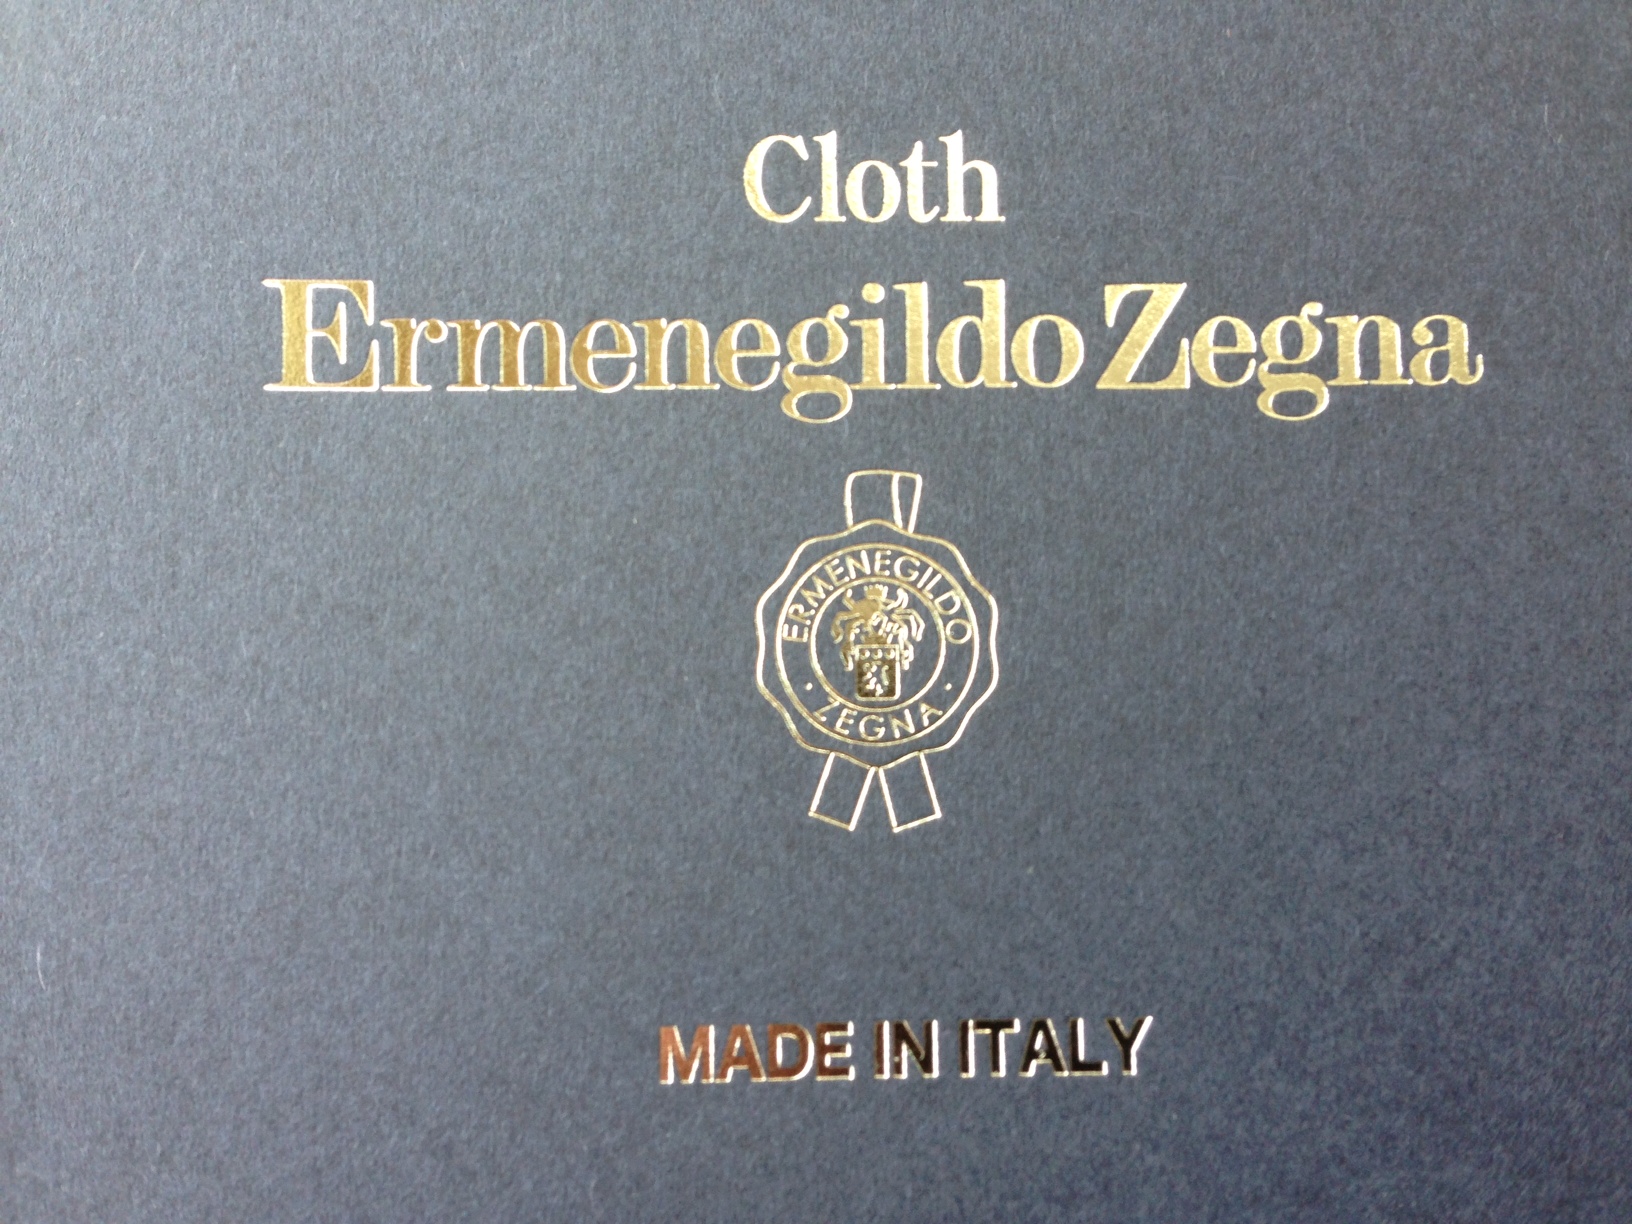 Cloth
Ermenegildo Zegna
ERMENEGILDO
· ZEGNA ·
MADE IN ITALY